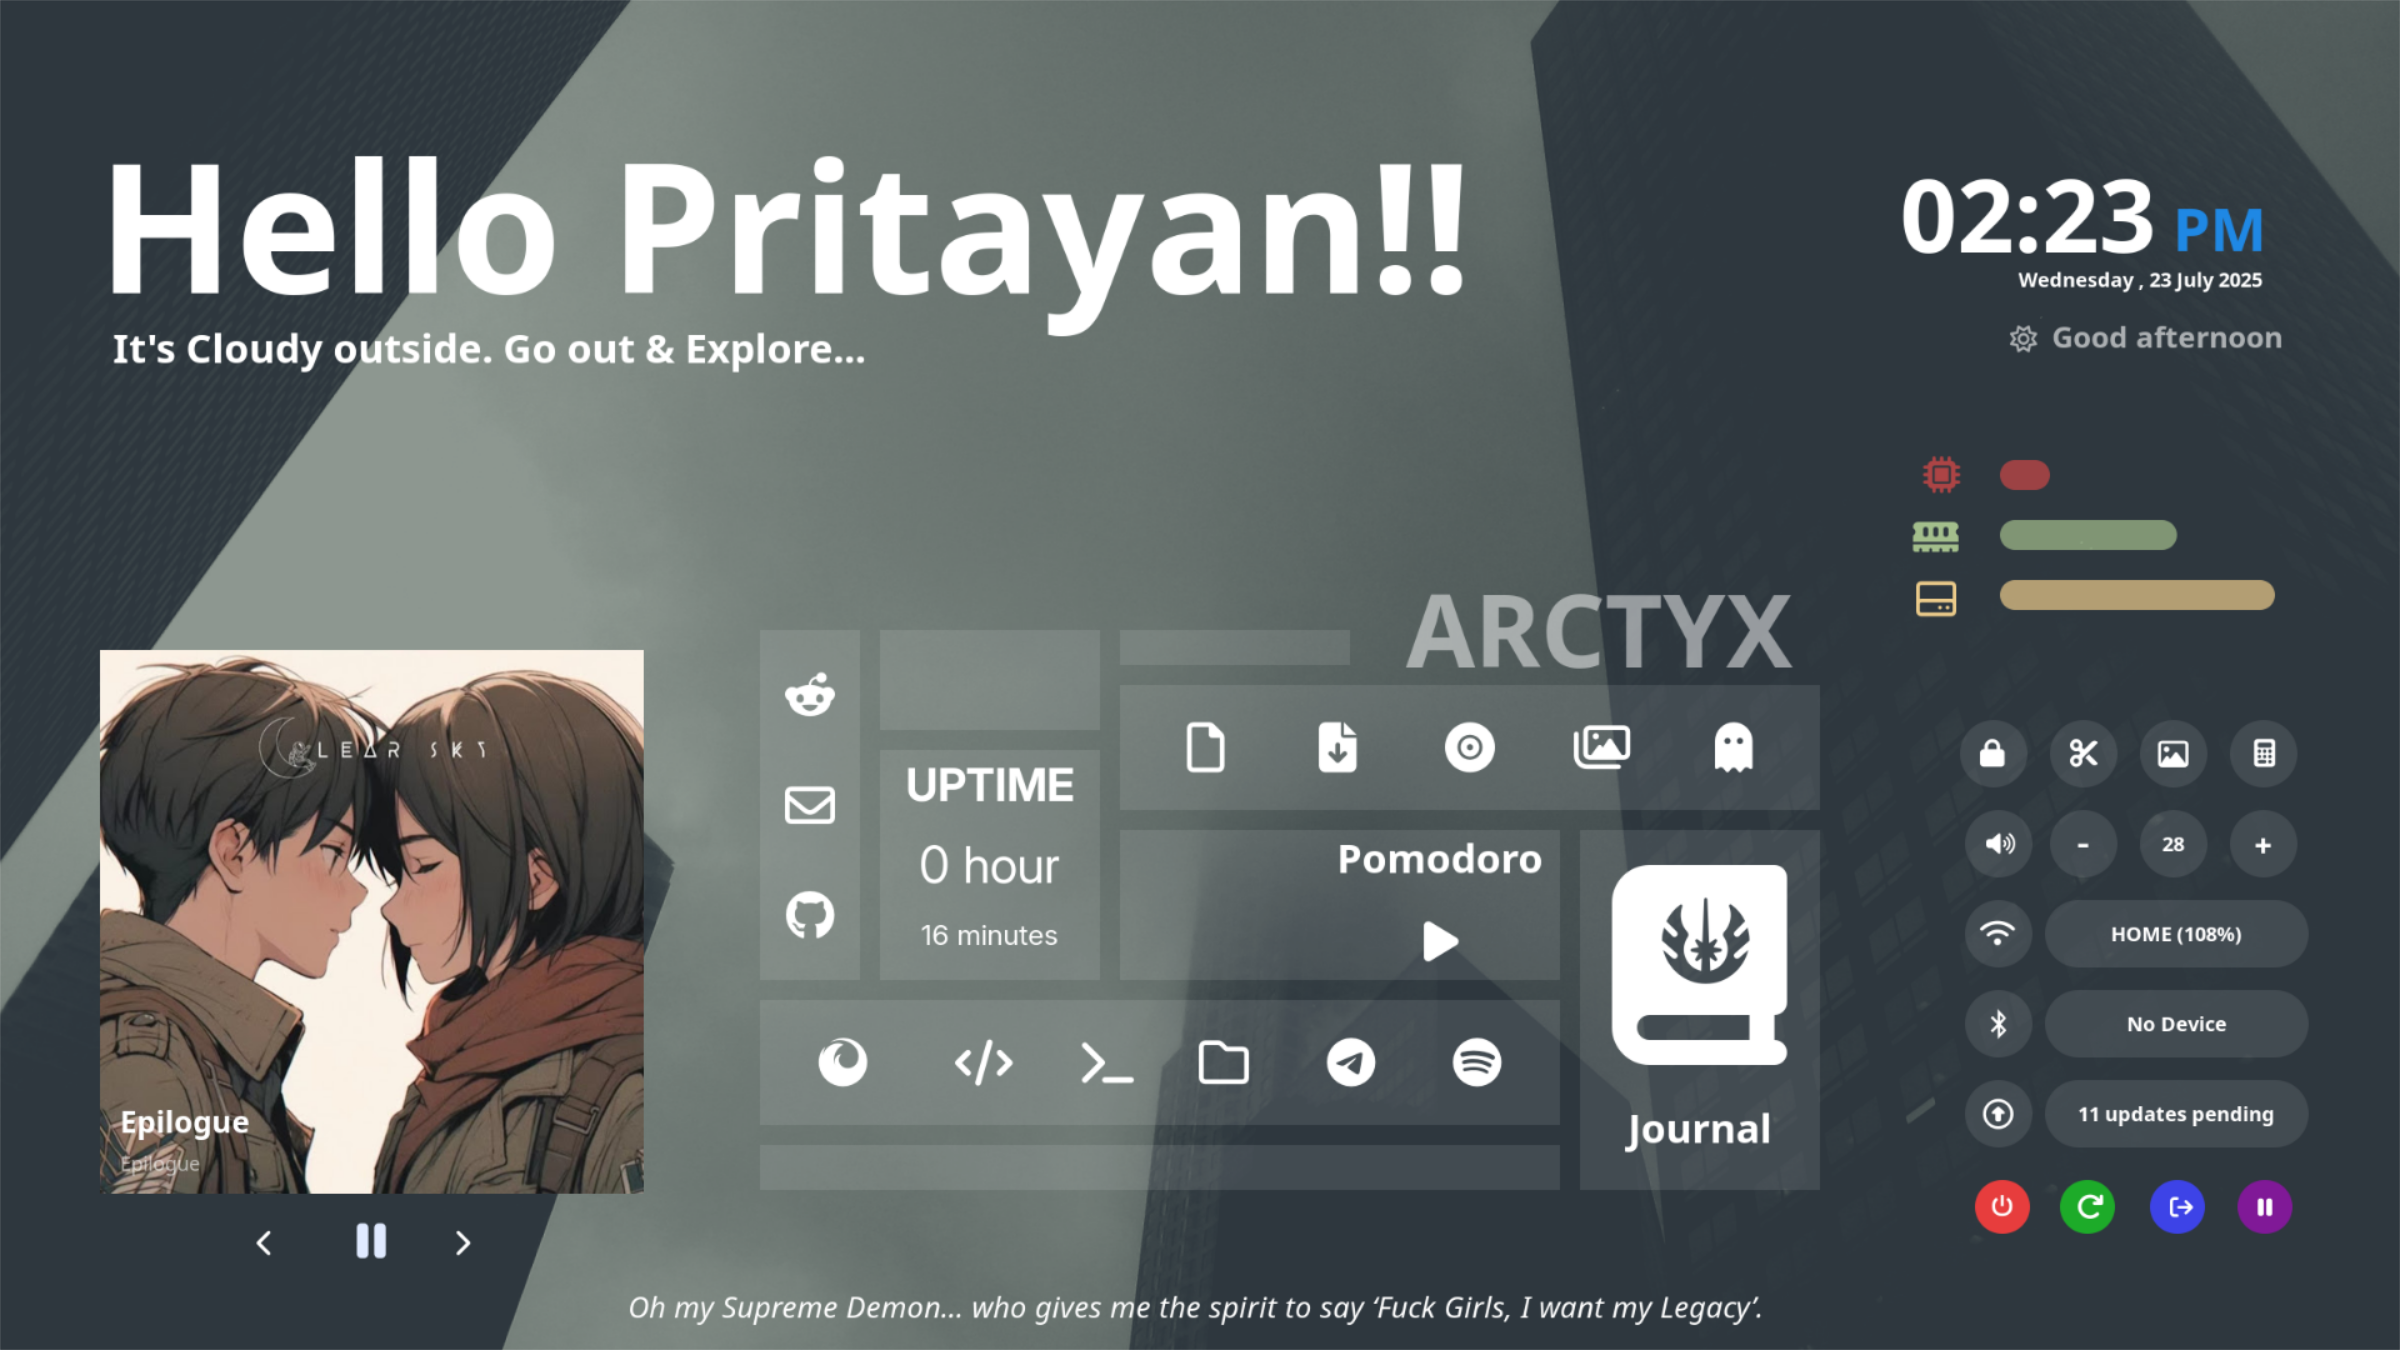 Hello Pritayan!!
It's Cloudy outside. Go out & Explore...
02:23 PM
Wednesday , 23 July 2025
Good afternoon
ARCTYX
LEAR SKY
UPTIME
0 hour
16 minutes
Pomodoro
Journal
Epilogue
Epilogue
- 28 +
HOME (108%)
No Device
11 updates pending
Oh my Supreme Demon... who gives me the spirit to say ‘Fuck Girls, I want my Legacy’.